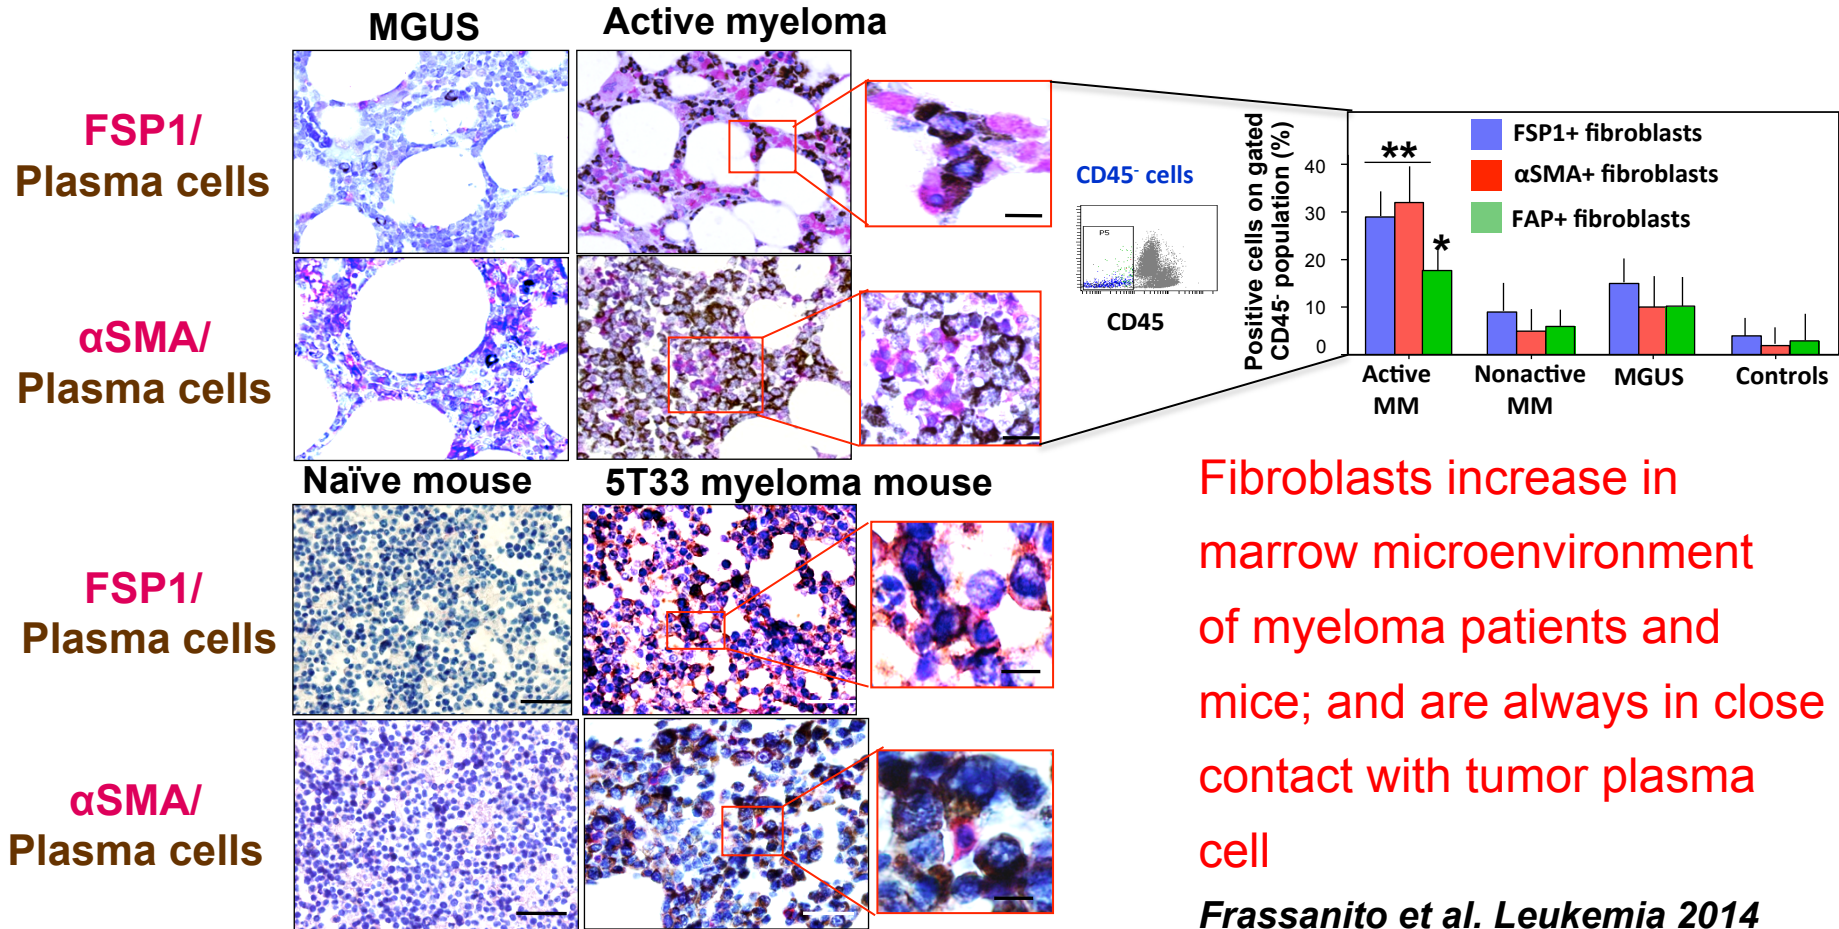 MGUS
Active myeloma
FSP1/
Plasma cells
αSMA/
Plasma cells
CD45- cells
P5
CD45
Positive cells on gated
CD45- population (%)
40
30
20
10
0
**
*
FSP1+ fibroblasts
αSMA+ fibroblasts
FAP+ fibroblasts
Active
MM
Nonactive
MM
MGUS
Controls
Naïve mouse
5T33 myeloma mouse
FSP1/
Plasma cells
αSMA/
Plasma cells
Fibroblasts increase in
marrow microenvironment
of myeloma patients and
mice; and are always in close
contact with tumor plasma
cell
Frassanito et al. Leukemia 2014